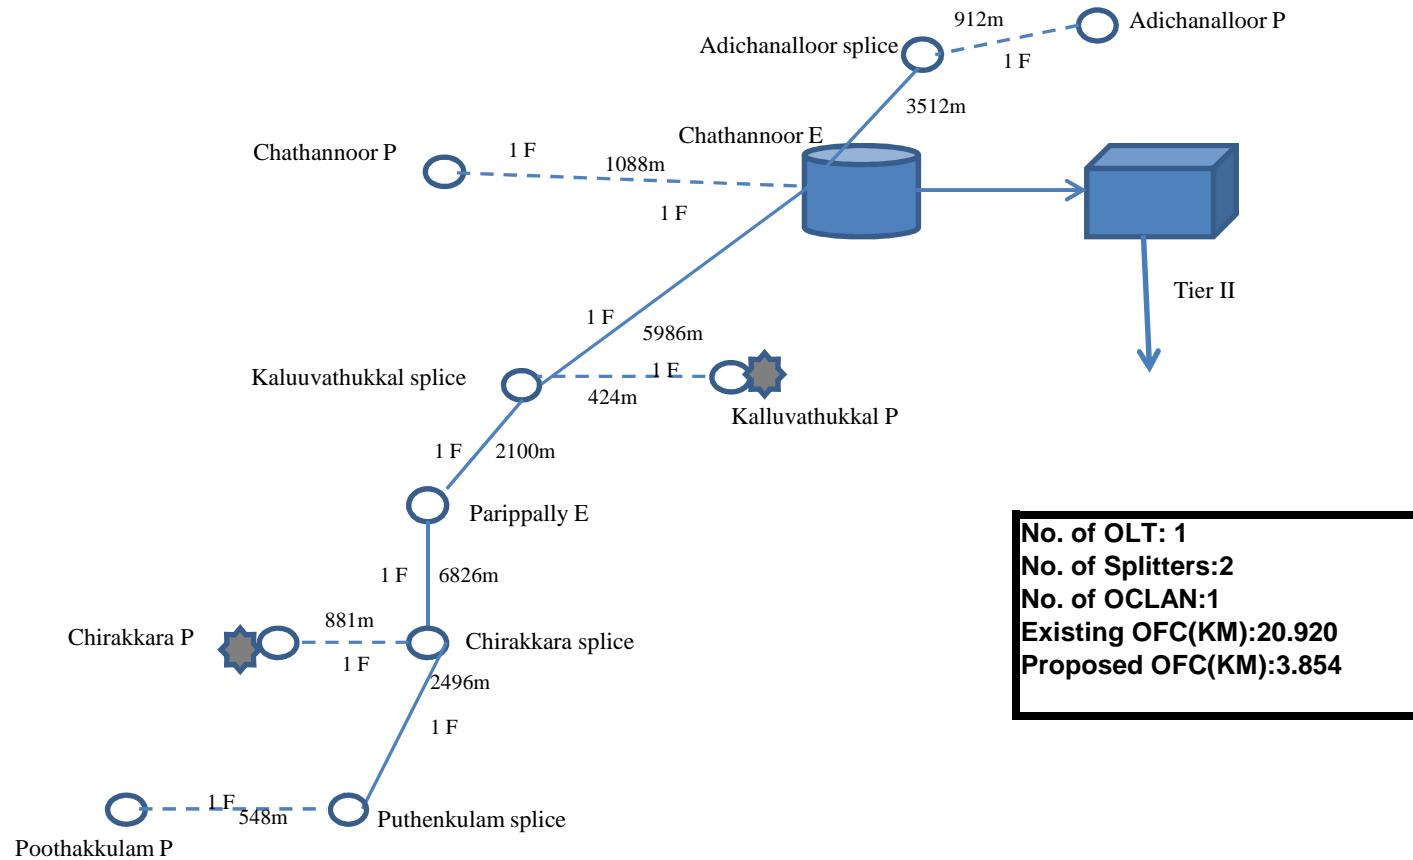 912m
Adichanalloor P
Adichanalloor splice
1 F
3512m
Chathannoor E
Chathannoor P
1 F
1088m
1 F
Tier II
1 F
5986m
Kaluuvathukkal splice
1 F
424m
Kalluvathukkal P
1 F
2100m
Parippally E
No. of OLT: 1
No. of Splitters:2
No. of OCLAN:1
Existing OFC(KM):20.920
Proposed OFC(KM):3.854
1 F
6826m
881m
Chirakkara P
Chirakkara splice
1 F
2496m
1 F
1 F
548m
Puthenkulam splice
Poothakkulam P